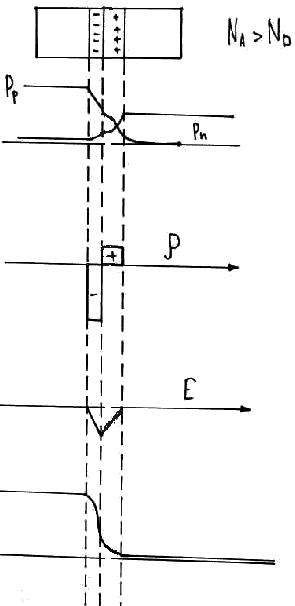 N_A > N_D
- +
- +
- +
- +
P_p
P_n
ρ
+
-
E